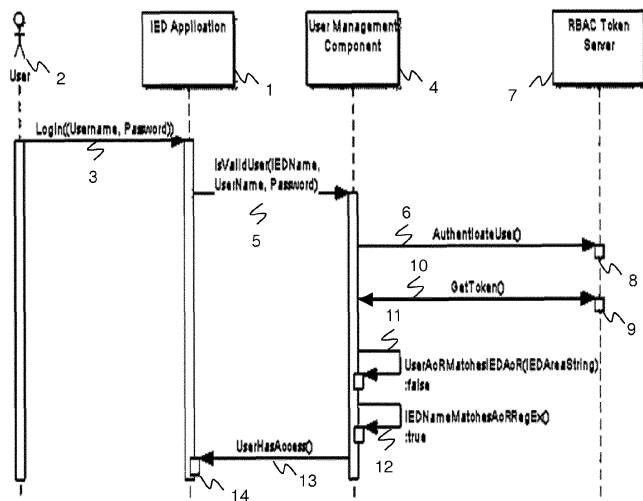 IED Application
User Management
Component
RBAC Token
Server
2
User
1
4
7
Login((Username, Password))
3
IsValidUser(IEDName,
UserName, Password)
5
6
AuthenticateUser()
8
10
GetToken()
9
11
UserAoRMatchesIEDAoR(IEDAreaString)
:false
IEDNameMatchesAoRRegEx()
:true
12
UserHasAccess()
13
14